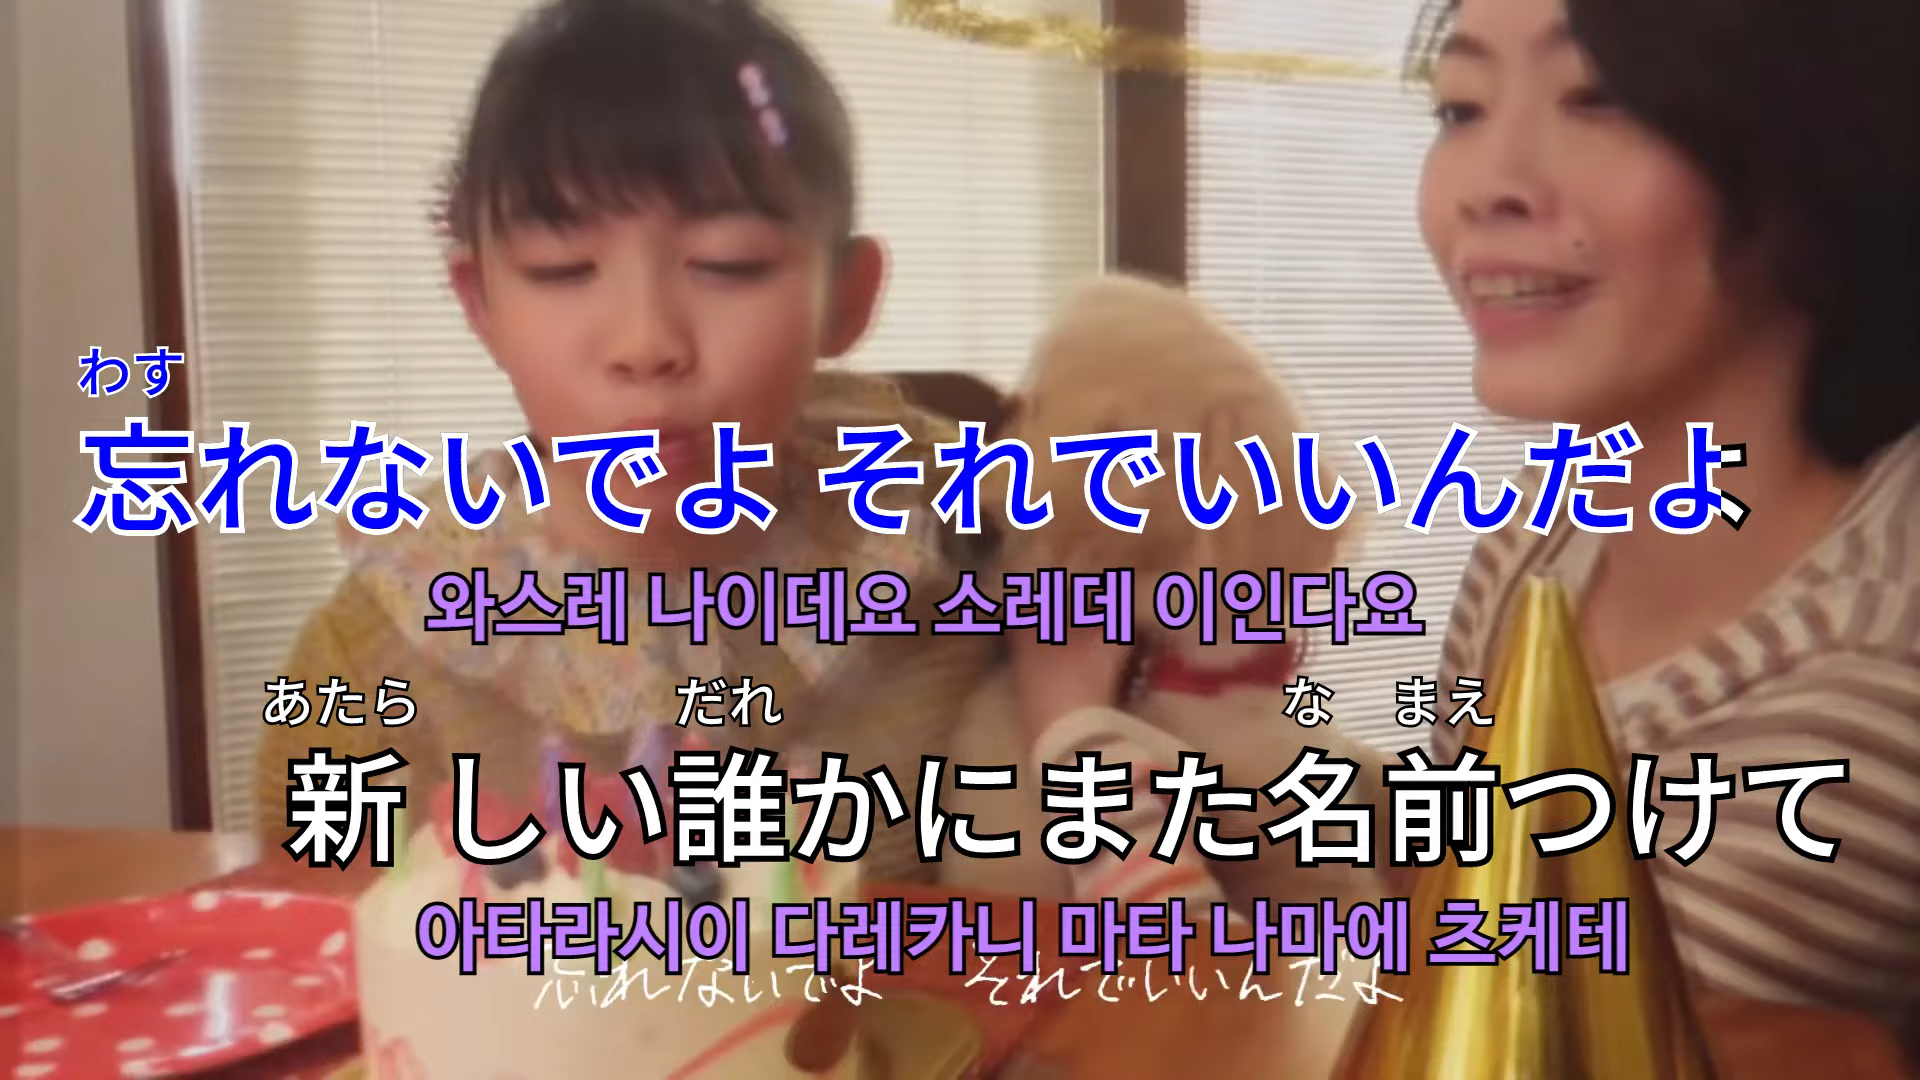 わす
忘れないでよ それでいいんだよ
와스레 나이데요 소레데 이인다요
あたら だれ な まえ
新しい誰かにまた名前つけて
아타라시이 다레카니 마타 나마에 츠케테
忘れないでよ それでいいんだよ